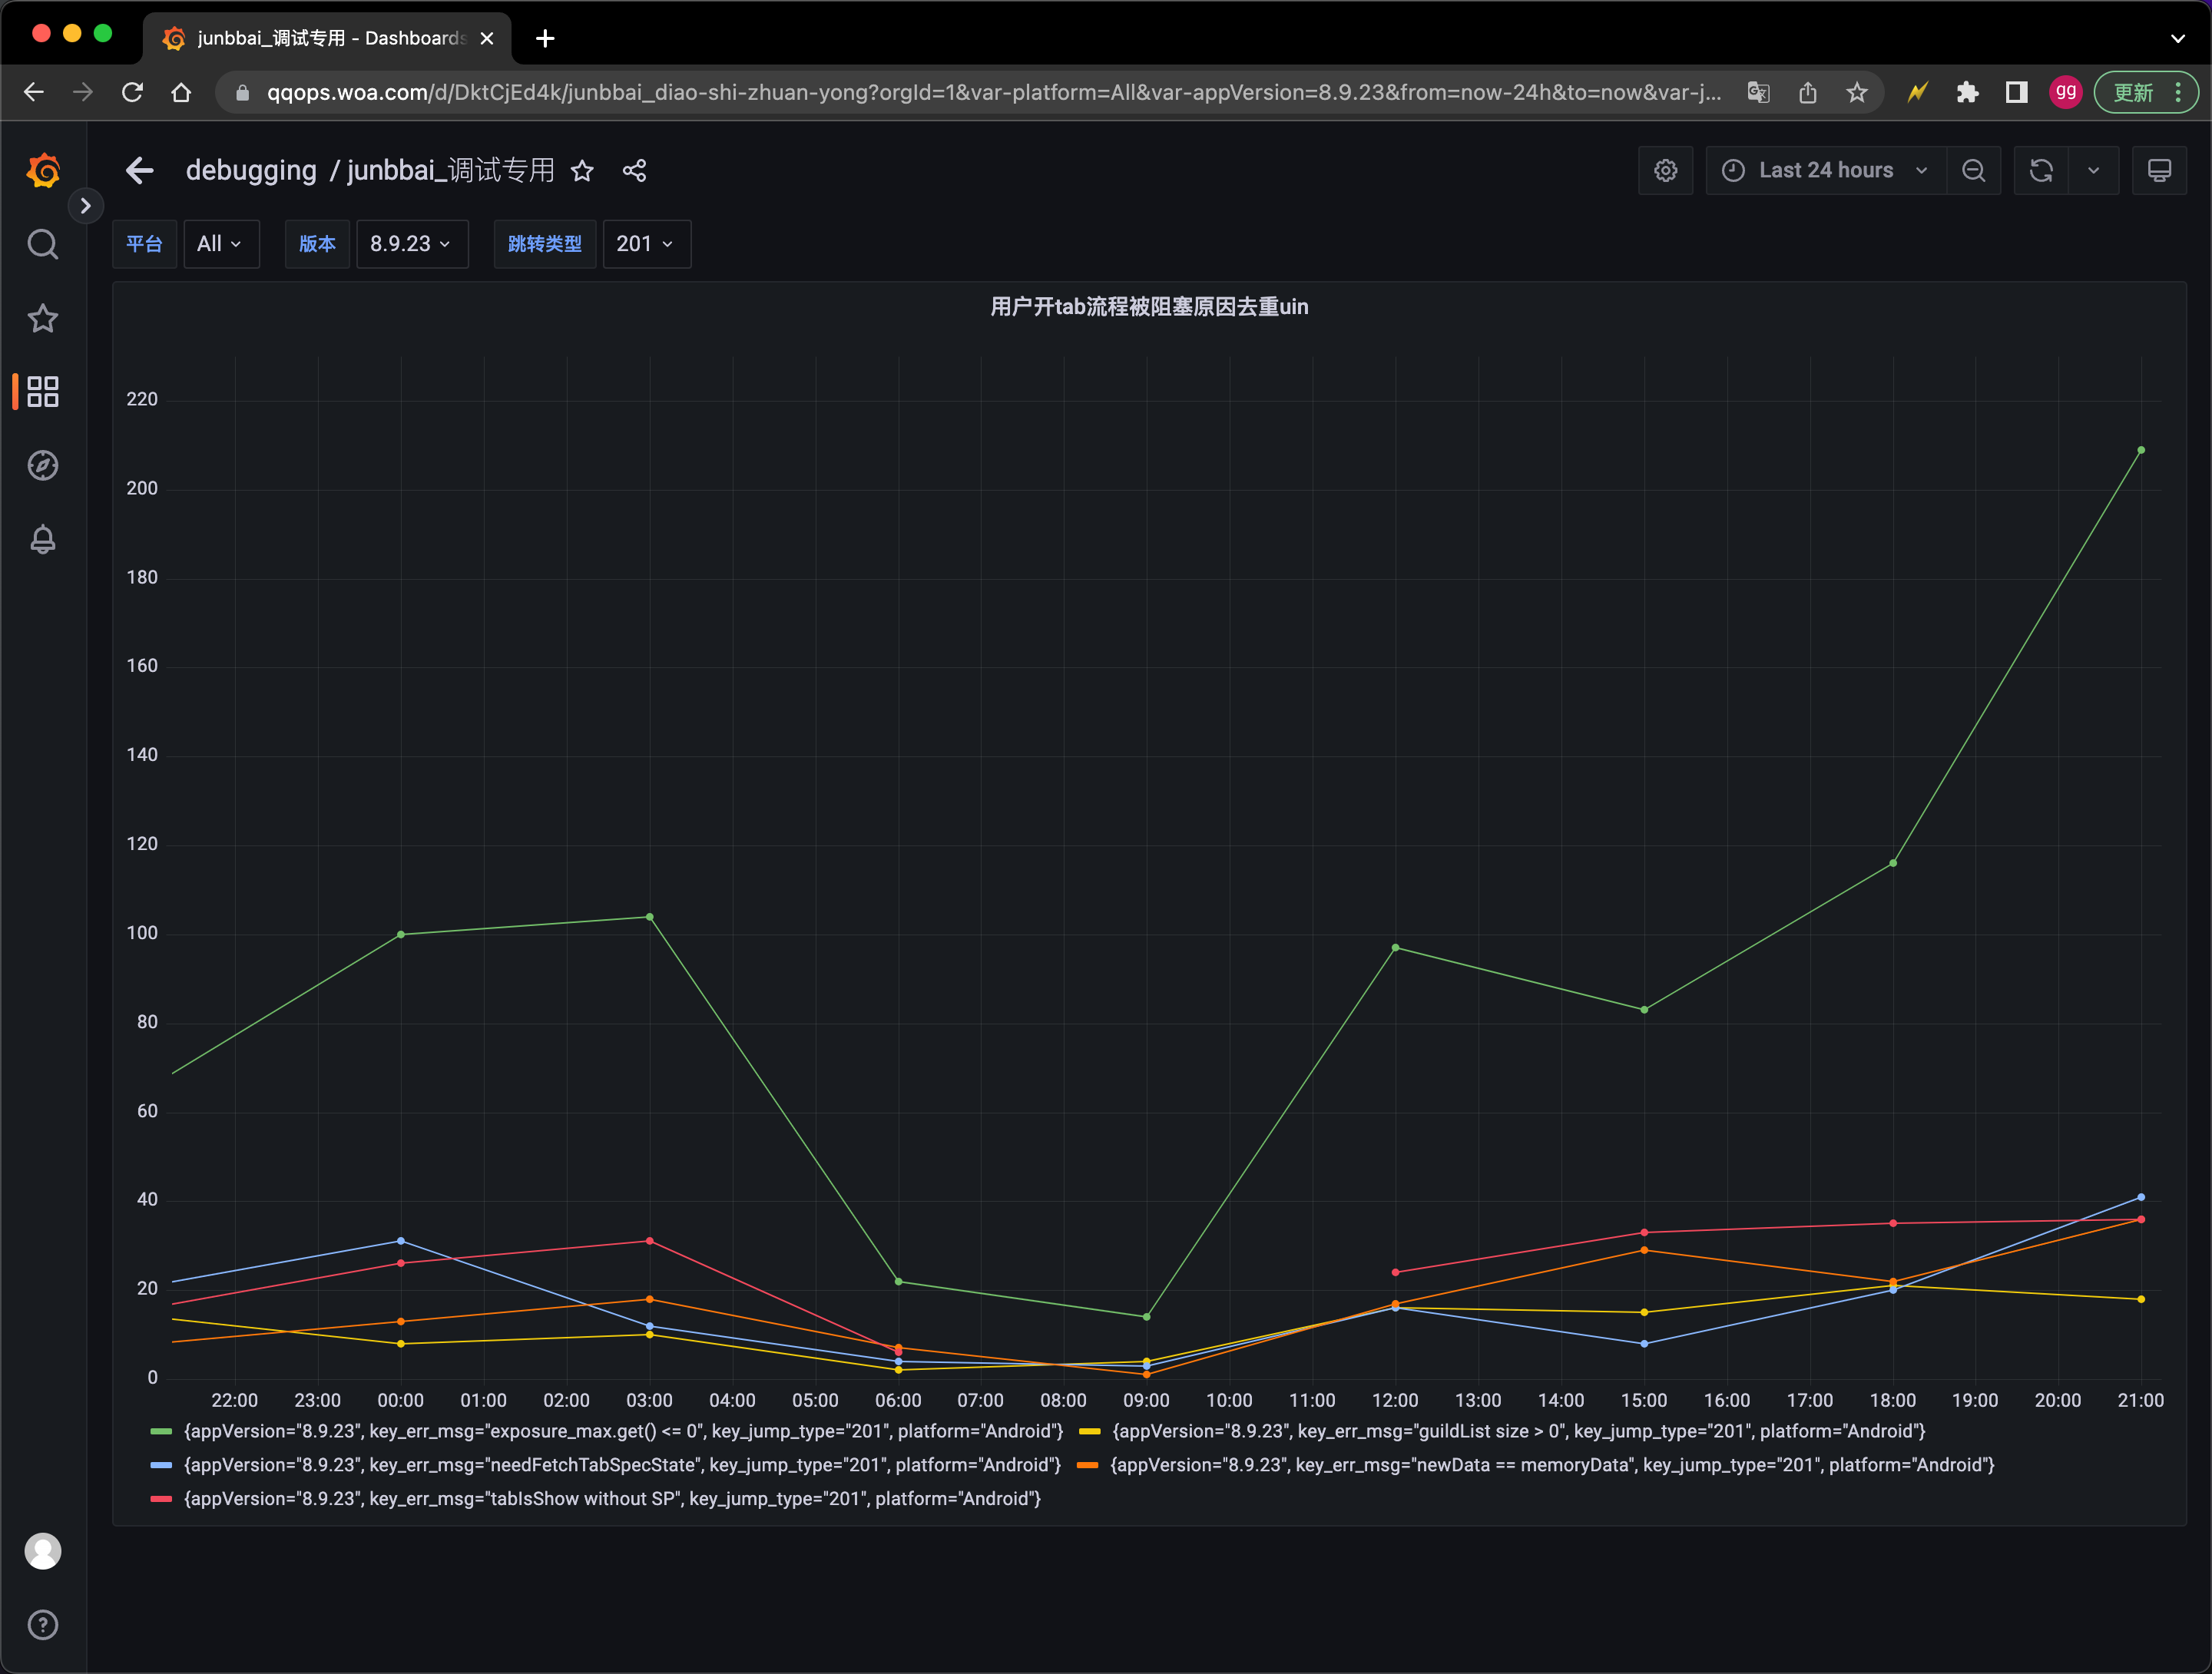 junbbai_调试专用 - Dashboards
qqops.woa.com/d/DktCjEd4k/junbbai_diao-shi-zhuan-yong?orgId=1&var-platform=All&var-appVersion=8.9.23&from=now-24h&to=now&var-j...
gg
更新
debugging / junbbai_调试专用
Last 24 hours
平台 All 版本 8.9.23 跳转类型 201
用户开tab流程被阻塞原因去重uin
220
200
180
160
140
120
100
80
60
40
20
0
22:00 23:00 00:00 01:00 02:00 03:00 04:00 05:00 06:00 07:00 08:00 09:00 10:00 11:00 12:00 13:00 14:00 15:00 16:00 17:00 18:00 19:00 20:00 21:00
{appVersion="8.9.23", key_err_msg="exposure_max.get() <= 0", key_jump_type="201", platform="Android"} {appVersion="8.9.23", key_err_msg="guildList size > 0", key_jump_type="201", platform="Android"}
{appVersion="8.9.23", key_err_msg="needFetchTabSpecState", key_jump_type="201", platform="Android"} {appVersion="8.9.23", key_err_msg="newData == memoryData", key_jump_type="201", platform="Android"}
{appVersion="8.9.23", key_err_msg="tabIsShow without SP", key_jump_type="201", platform="Android"}